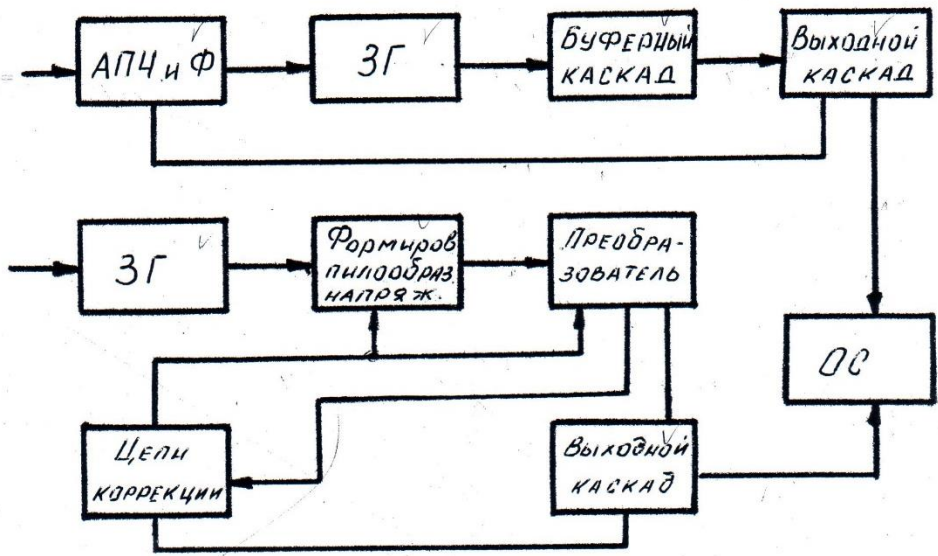 АПЧ и Ф
ЗГ
БУФЕРНЫЙ
КАСКАД
ВЫХОДНОЙ
КАСКАД
ЗГ
Формиров
пилообраз.
напряж.
ПРЕОБРА-
ЗОВАТЕЛЬ
ОС
ЦЕПИ
КОРРЕКЦИИ
ВЫХОДНОЙ
КАСКАД